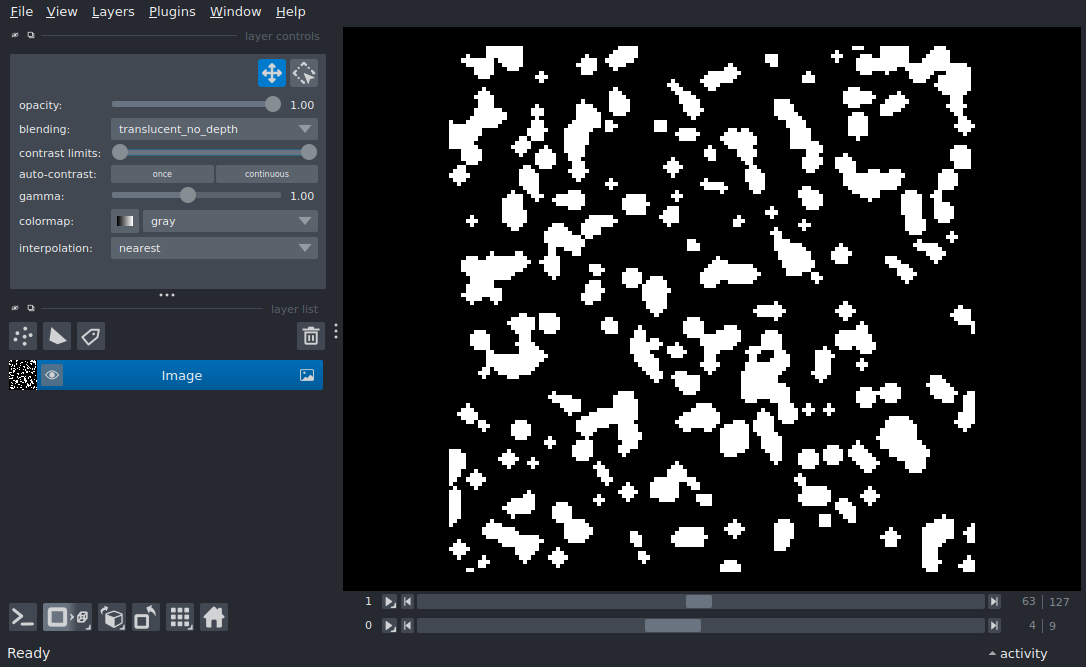 File View Layers Plugins Window Help
layer controls
opacity: 1.00
blending: translucent_no_depth
contrast limits:
auto-contrast: once continuous
gamma: 1.00
colormap: gray
interpolation: nearest
layer list
Image
1 63 127
0 4 9
Ready activity